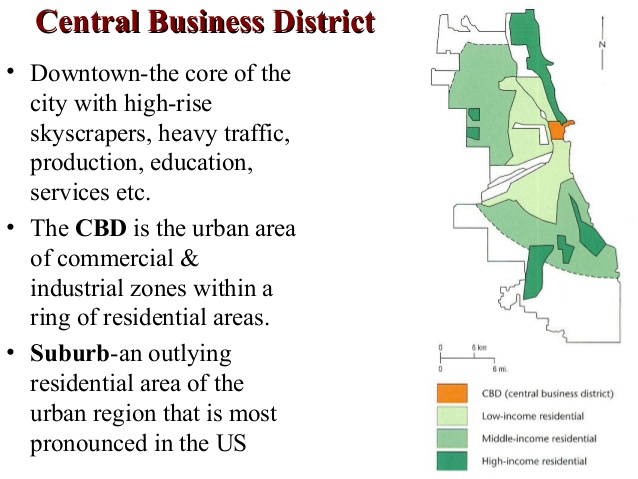 Central Business District
• Downtown-the core of the
city with high-rise
skyscrapers, heavy traffic,
production, education,
services etc.
• The CBD is the urban area
of commercial &
industrial zones within a
ring of residential areas.
• Suburb-an outlying
residential area of the
urban region that is most
pronounced in the US
N
0 6 km
0 6 mi.
CBD (central business district)
Low-income residential
Middle-income residential
High-income residential